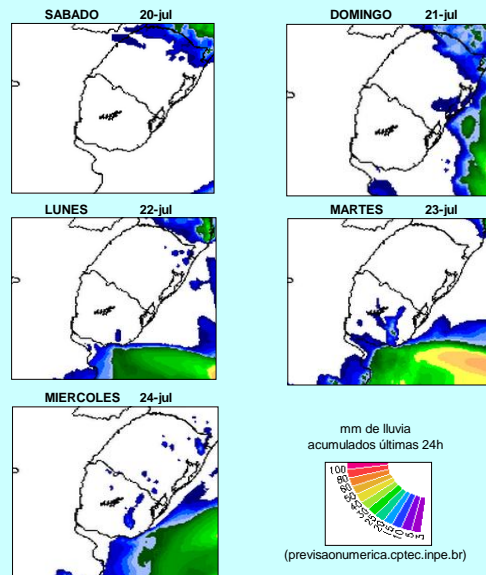 SABADO 20-jul
DOMINGO 21-jul
LUNES 22-jul
MARTES 23-jul
MIERCOLES 24-jul
mm de lluvia
acumulados últimas 24h
100
(previsaonumerica.cptec.inpe.br)